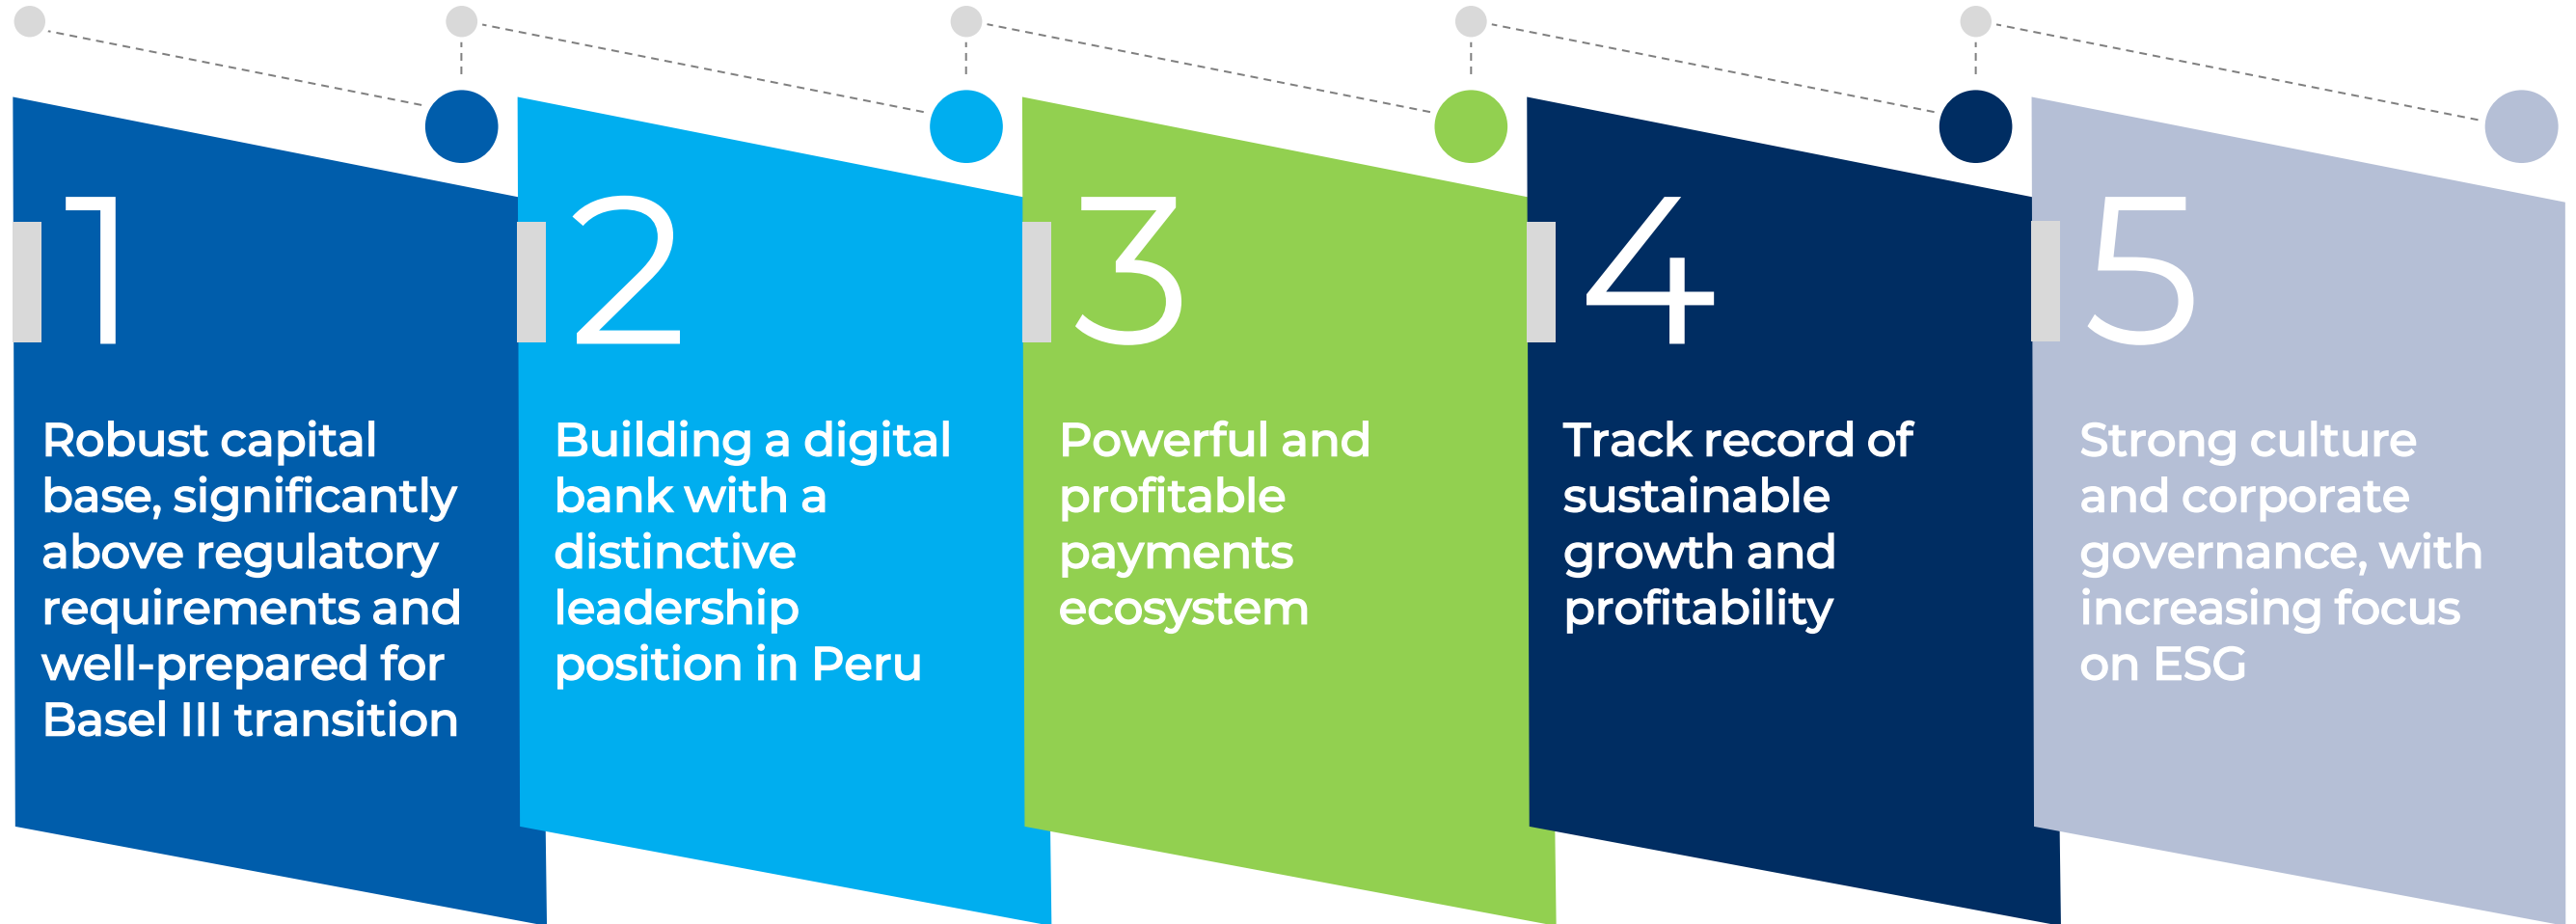 1
Robust capital
base, significantly
above regulatory
requirements and
well-prepared for
Basel III transition
2
Building a digital
bank with a
distinctive
leadership
position in Peru
3
Powerful and
profitable
payments
ecosystem
4
Track record of
sustainable
growth and
profitability
5
Strong culture
and corporate
governance, with
increasing focus
on ESG